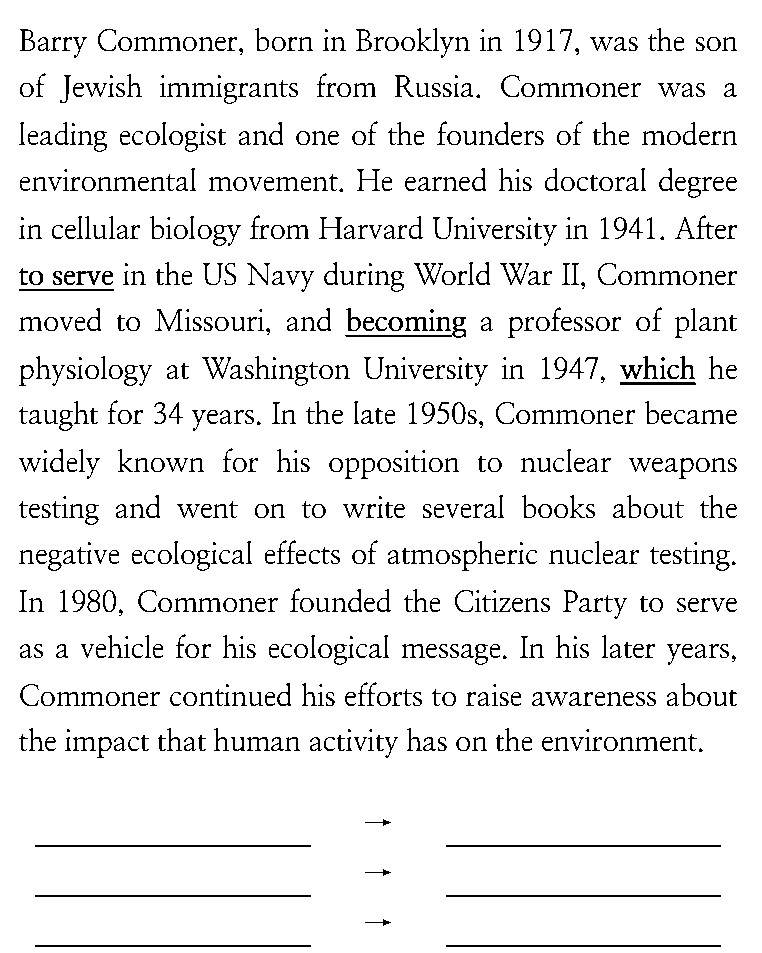 Barry Commoner, born in Brooklyn in 1917, was the son
of Jewish immigrants from Russia. Commoner was a
leading ecologist and one of the founders of the modern
environmental movement. He earned his doctoral degree
in cellular biology from Harvard University in 1941. After
to serve in the US Navy during World War II, Commoner
moved to Missouri, and becoming a professor of plant
physiology at Washington University in 1947, which he
taught for 34 years. In the late 1950s, Commoner became
widely known for his opposition to nuclear weapons
testing and went on to write several books about the
negative ecological effects of atmospheric nuclear testing.
In 1980, Commoner founded the Citizens Party to serve
as a vehicle for his ecological message. In his later years,
Commoner continued his efforts to raise awareness about
the impact that human activity has on the environment.
→
→
→